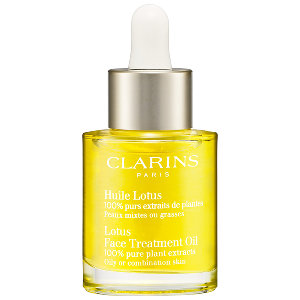 CLARINS
PARIS
Huile Lotus
100% purs extraits de plantes
Peaux mixtes ou grasses
Lotus
Face Treatment Oil
100% pure plant extracts
Oily or combination skin